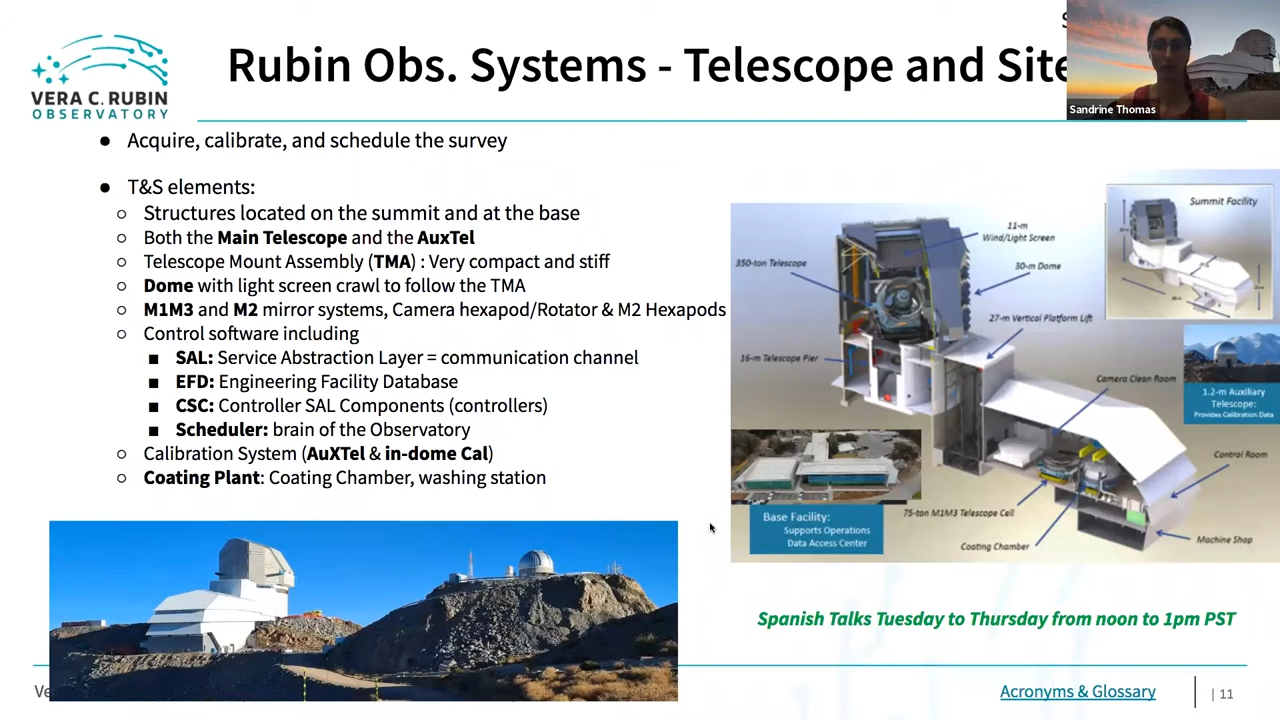 VERA C. RUBIN
OBSERVATORY
Rubin Obs. Systems - Telescope and Site
Sandrine Thomas
● Acquire, calibrate, and schedule the survey
● T&S elements:
○ Structures located on the summit and at the base
○ Both the Main Telescope and the AuxTel
○ Telescope Mount Assembly (TMA) : Very compact and stiff
○ Dome with light screen crawl to follow the TMA
○ M1M3 and M2 mirror systems, Camera hexapod/Rotator & M2 Hexapods
○ Control software including
■ SAL: Service Abstraction Layer = communication channel
■ EFD: Engineering Facility Database
■ CSC: Controller SAL Components (controllers)
■ Scheduler: brain of the Observatory
○ Calibration System (AuXTel & in-dome Cal)
○ Coating Plant: Coating Chamber, washing station
Summit Facility
11-m
Wind/Light Screen
350-ton Telescope
30-m Dome
27-m Vertical Platform Lift
16-m Telescope Pier
Camera Clean Room
1.2-m Auxiliary
Telescope:
Provides Calibration Data
Control Room
75-ton M1M3 Telescope Cell
Base Facility:
Supports Operations
Data Access Center
Coating Chamber
Machine Shop
Spanish Talks Tuesday to Thursday from noon to 1pm PST
Acronyms & Glossary
| 11